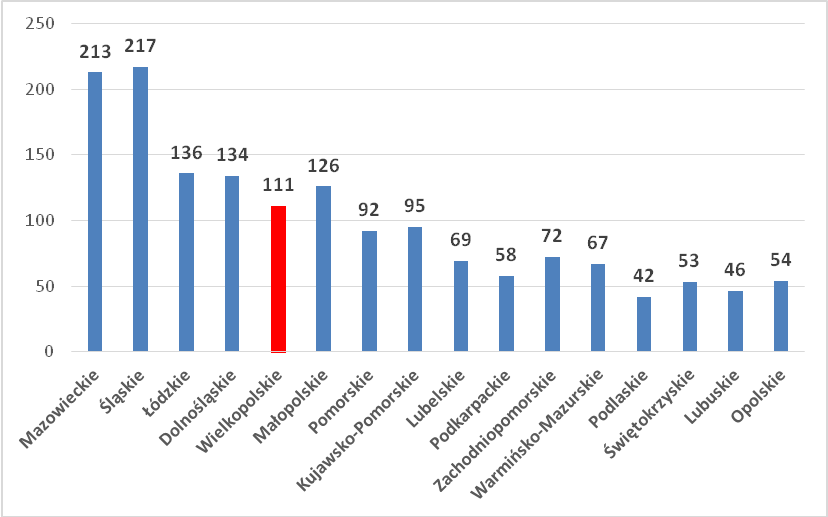 250
200
150
100
50
0
213
217
136
134
111
126
92
95
69
58
72
67
42
53
46
54
Mazowieckie
Śląskie
Łódzkie
Dolnośląskie
Wielkopolskie
Małopolskie
Pomorskie
Kujawsko-Pomorskie
Lubelskie
Podkarpackie
Zachodniopomorskie
Warmińsko-Mazurskie
Podlaskie
Świętokrzyskie
Lubuskie
Opolskie